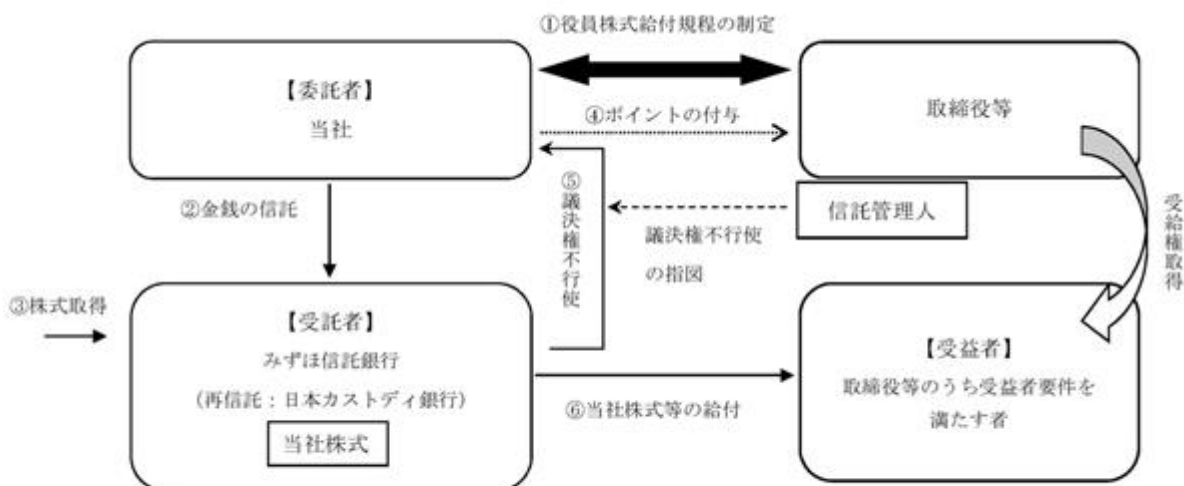 ①役員株式給付規程の制定
【委託者】
当社
④ポイントの付与
取締役等
②金銭の信託
⑤議決権不行使
議決権不行使
の指図
信託管理人
受給権取得
③株式取得
【受託者】
みずほ信託銀行
(再信託:日本カストディ銀行)
当社株式
⑥当社株式等の給付
【受益者】
取締役等のうち受益者要件を
満たす者